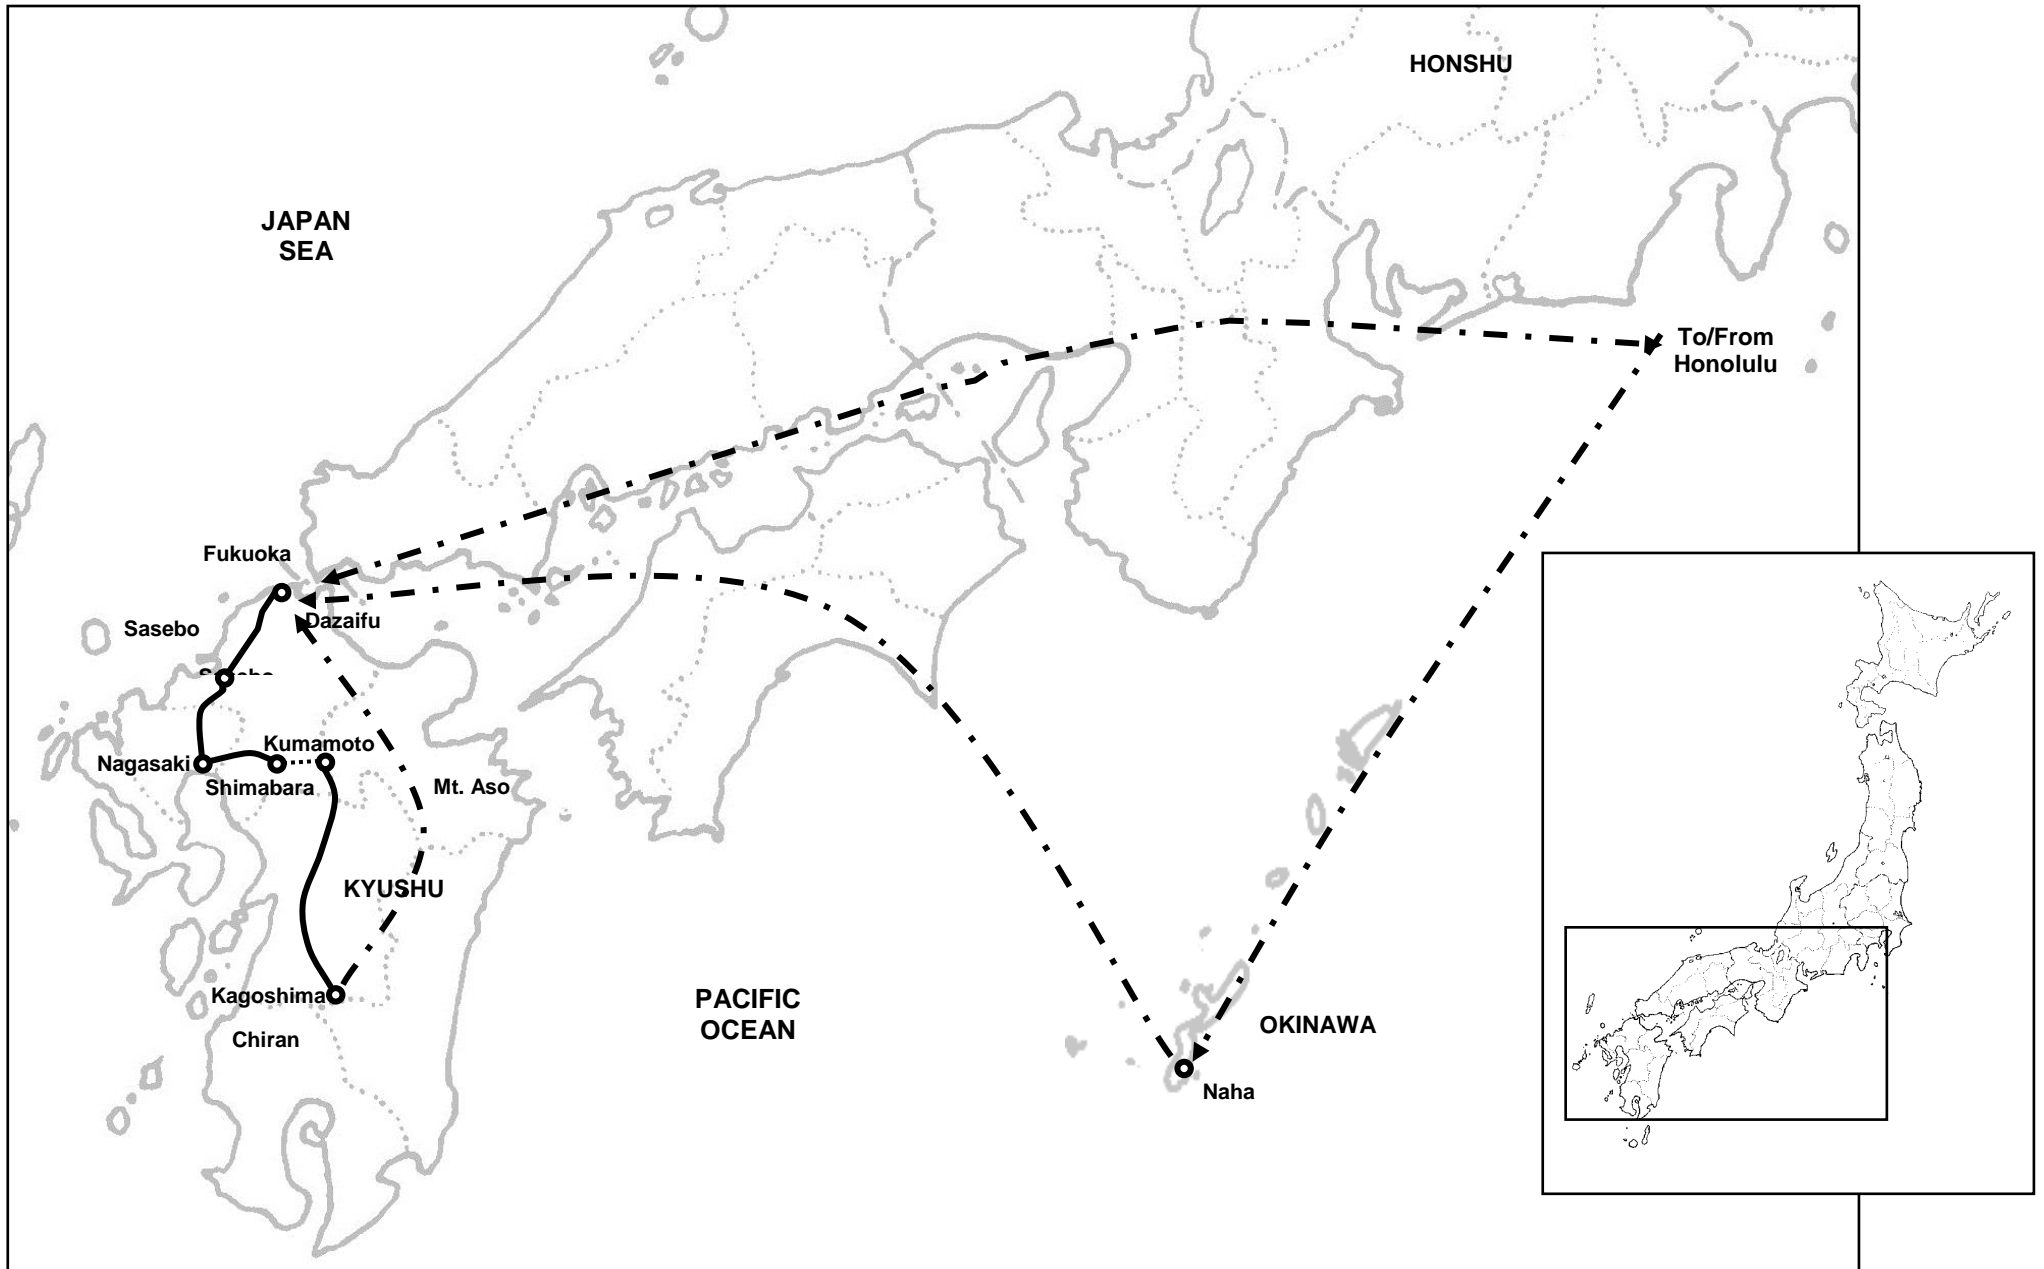 HONSHU
JAPAN
SEA
To/From
Honolulu
Fukuoka
Dazaifu
Sasebo
Kumamoto
Nagasaki
Shimabara
Mt. Aso
KYUSHU
Kagoshima
PACIFIC
OCEAN
OKINAWA
Chiran
Naha